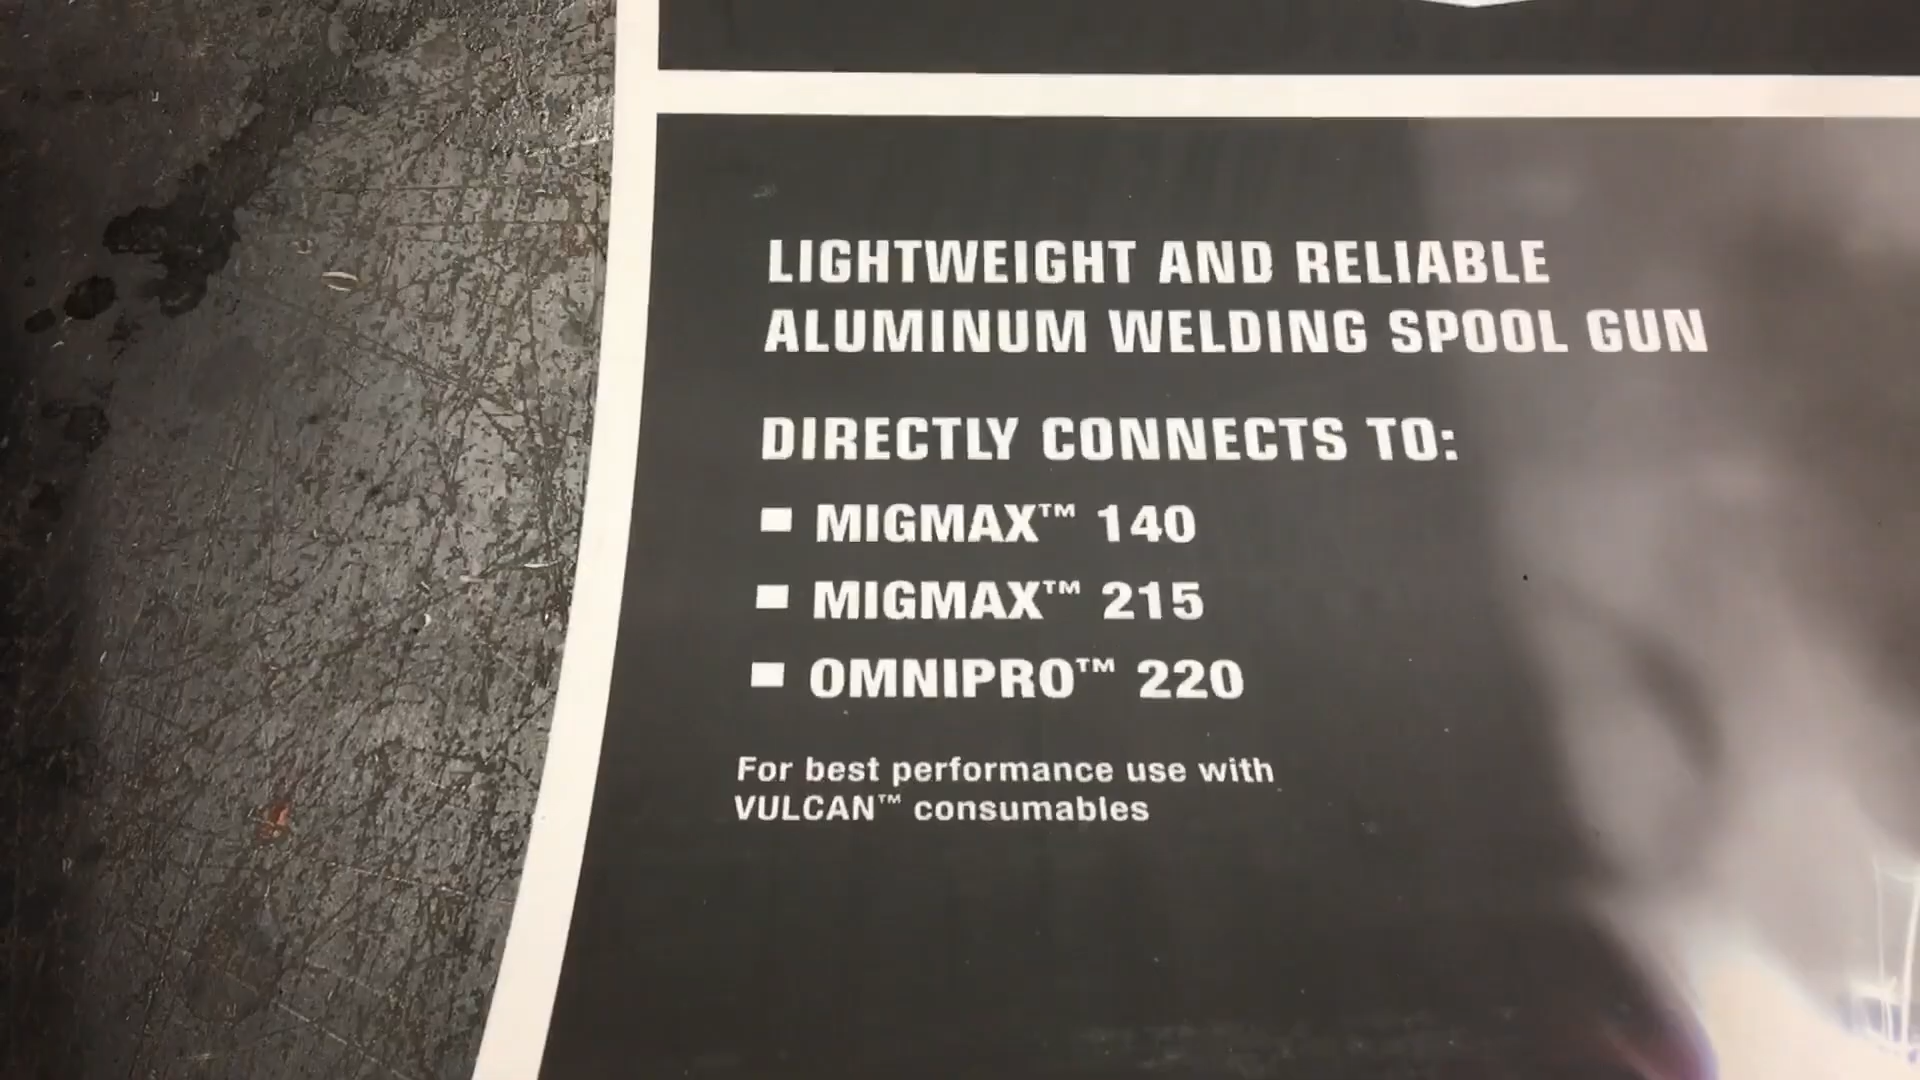 LIGHTWEIGHT AND RELIABLE
ALUMINUM WELDING SPOOL GUN
DIRECTLY CONNECTS TO:
MIGMAX™ 140
MIGMAX™ 215
OMNIPRO™ 220
For best performance use with
VULCAN™ consumables